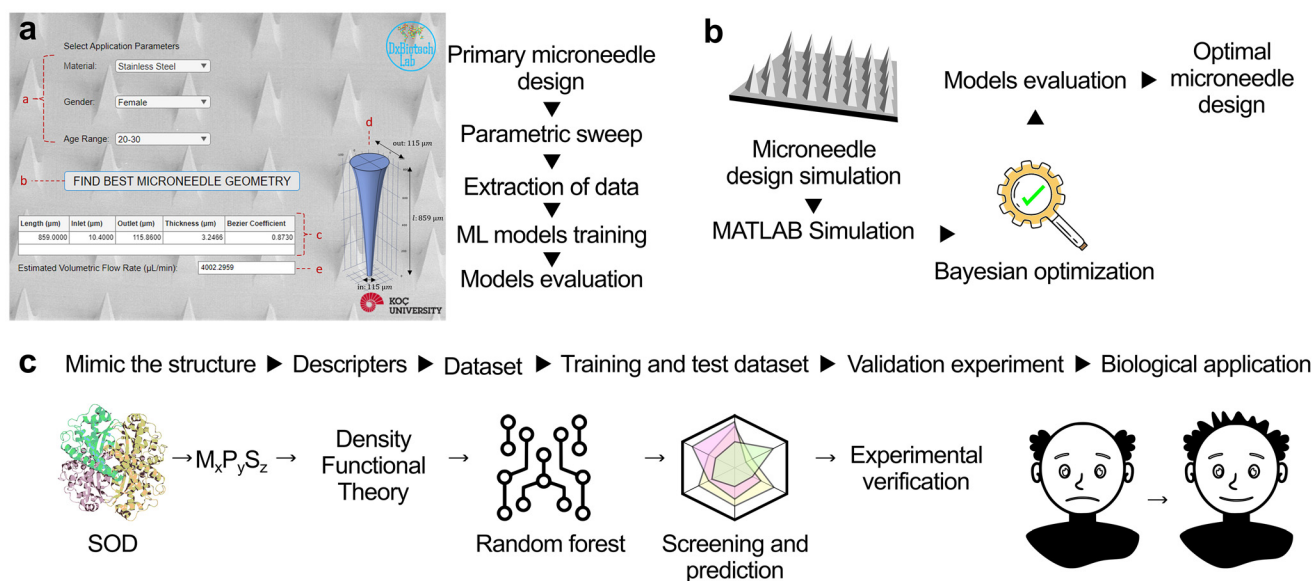 a
Select Application Parameters
Material: Stainless Steel
a
Gender: Female
Age Range: 20-30
b
FIND BEST MICRONEEDLE GEOMETRY
Length (µm) Inlet (µm) Outlet (µm) Thickness (µm) Bezier Coefficient
859.0000 10.4000 115.8600 3.2466 0.8730
c
Estimated Volumetric Flow Rate (µL/min): 4002.2959
e
DxBiotech
Lab
d
out: 115 µm
l: 859 µm
in: 115 µm
KOÇ
UNIVERSITY
Primary microneedle
design
Parametric sweep
Extraction of data
ML models training
Models evaluation
b
Microneedle
design simulation
MATLAB Simulation
Bayesian optimization
Models evaluation
Optimal
microneedle
design
c
Mimic the structure ▶ Descripters ▶ Dataset ▶ Training and test dataset ▶ Validation experiment ▶ Biological application
SOD
→ MxPySz →
Density
Functional
Theory
→
Random forest
→
Screening and
prediction
→
Experimental
verification
→